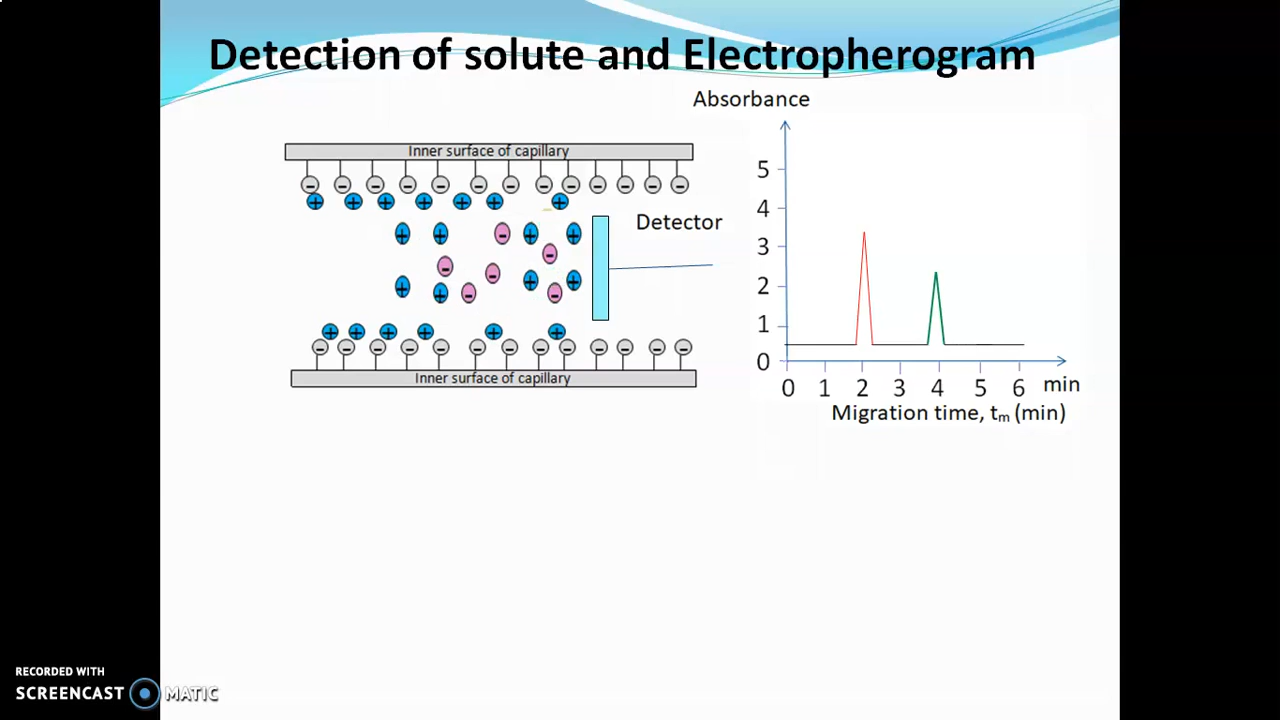 Detection of solute and Electropherogram
Absorbance
Inner surface of capillary
Detector
5
4
3
2
1
0
0 1 2 3 4 5 6 min
Migration time, tm (min)
Inner surface of capillary
RECORDED WITH
SCREENCAST MATIC